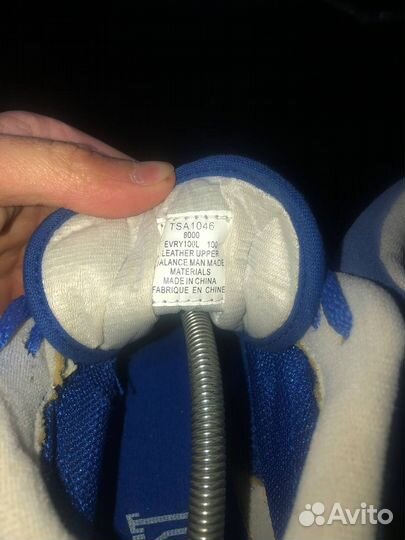 TSA1046
8000
EVRY100L 100
LEATHER UPPER
BALANCE MAN MADE
MATERIALS
MADE IN CHINA
FABRIQUE EN CHINE
Avito